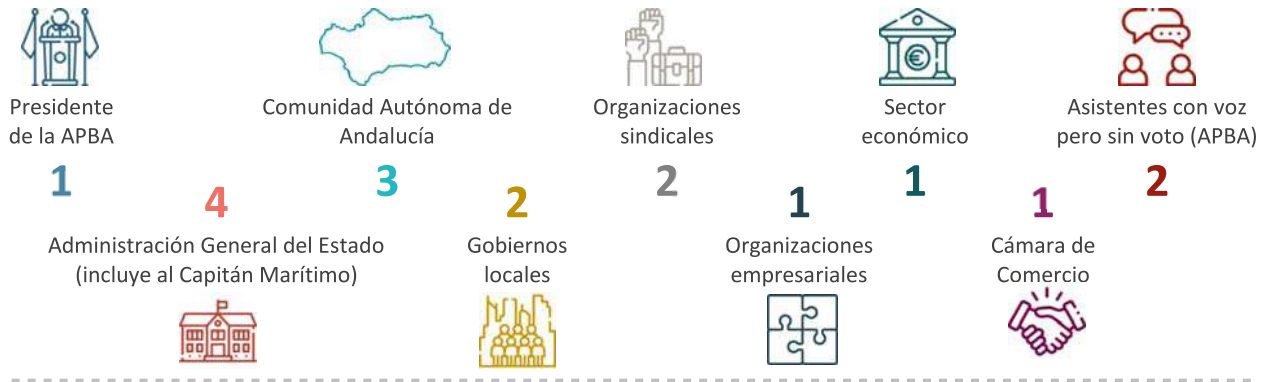 Presidente
de la APBA
1
4
Administración General del Estado
(incluye al Capitán Marítimo)
Comunidad Autónoma de
Andalucía
3
2
Gobiernos
locales
Organizaciones
sindicales
2
1
Organizaciones
empresariales
Sector
económico
1
1
Cámara de
Comercio
Asistentes con voz
pero sin voto (APBA)
2